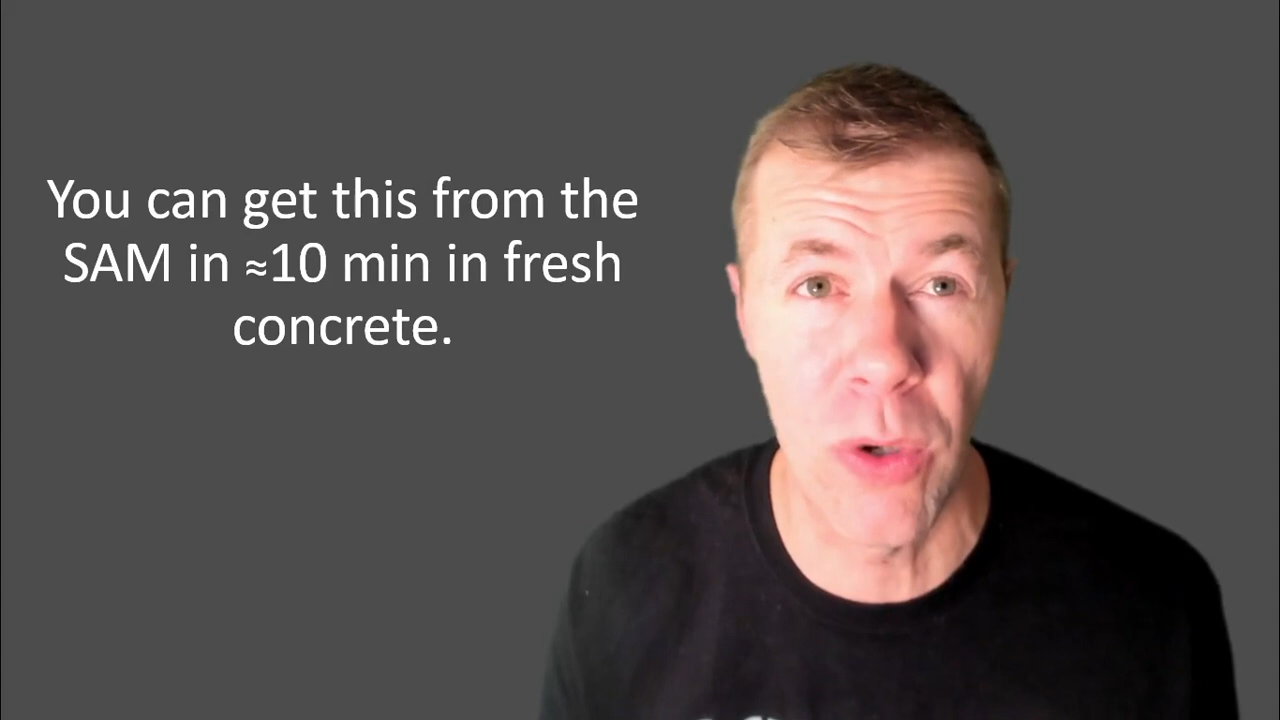 You can get this from the
SAM in ≈10 min in fresh
concrete.